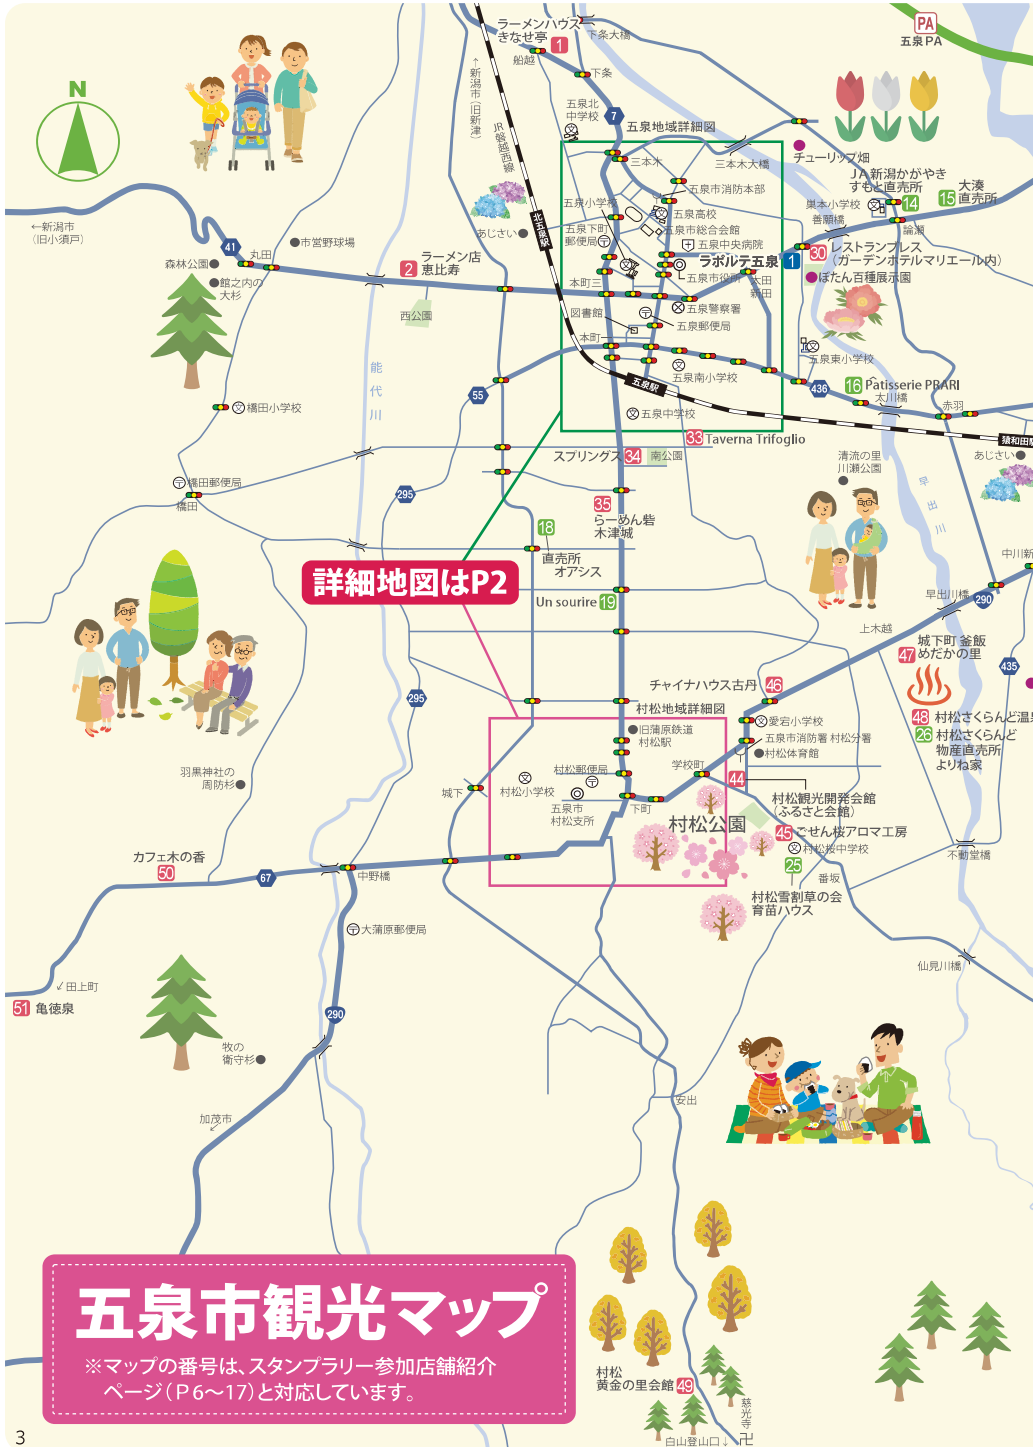 ラーメンハウス
きなせ亭
1
船越
下条大橋
下条
PA
五泉PA
N
↑新潟市(旧新津)
JR磐越西線
五泉北
中学校
7
五泉地域詳細図
三本木
三本木大橋
チューリップ畑
JA新潟かがやき
すもと直売所
14
15
大湊
直売所
巣本小学校
善願橋
論瀬
←新潟市
(旧小須戸)
41
丸田
市営野球場
森林公園
館之内の
大杉
2
ラーメン店
恵比寿
西公園
あじさい
北五泉駅
五泉小学校
五泉下町
郵便局
五泉市消防本部
五泉高校
五泉市総合会館
五泉中央病院
ラポルテ五泉
1
五泉市役所
太田
新田
30
レストランブレス
(ガーデンホテルマリエール内)
ぼたん百種展示園
本町三
図書館
五泉警察署
五泉郵便局
本町
五泉南小学校
五泉東小学校
五泉駅
五泉中学校
436
16
Patisserie PRARI
太川橋
赤羽
猿和田駅
能代川
55
橋田小学校
33
Taverna Trifoglio
スプリングス
34
南公園
清流の里
川瀬公園
早出川
あじさい
橋田郵便局
橋田
295
35
らーめん砦
木津城
18
直売所
オアシス
中川新
詳細地図はP2
Un sourire
19
早出川橋
290
上木越
城下町 釜飯
47
めだかの里
435
295
チャイナハウス古丹
46
48
村松さくらんど温泉
26
村松さくらんど
物産直売所
よりね家
村松地域詳細図
旧蒲原鉄道
村松駅
愛宕小学校
五泉市消防署 村松分署
村松体育館
羽黒神社の
周防杉
村松郵便局
学校町
44
城下
村松小学校
五泉市
村松支所
下町
村松観光開発会館
(ふるさと会館)
村松公園
45
ごせん桜アロマ工房
村松桜中学校
不動堂橋
カフェ木の香
50
67
中野橋
25
番坂
村松雪割草の会
育苗ハウス
大蒲原郵便局
仙見川橋
田上町
51
亀徳泉
290
牧の
衛守杉
安出
加茂市
五泉市観光マップ
※マップの番号は、スタンプラリー参加店舗紹介
ページ(P6〜17)と対応しています。
村松
黄金の里会館
49
慈光寺
白山登山口↓
3